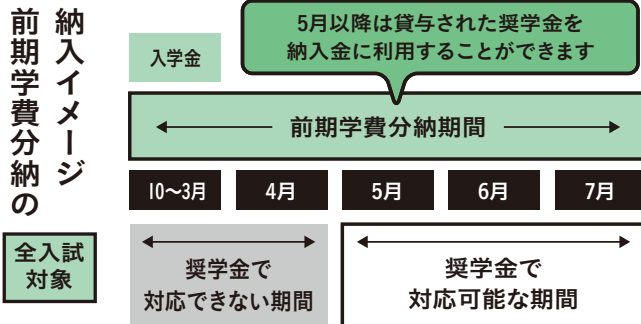 前期学費分納の
納入イメージ
全入試
対象
入学金
5月以降は貸与された奨学金を
納入金に利用することができます
前期学費分納期間
10〜3月
4月
5月
6月
7月
奨学金で
対応できない期間
奨学金で
対応可能な期間